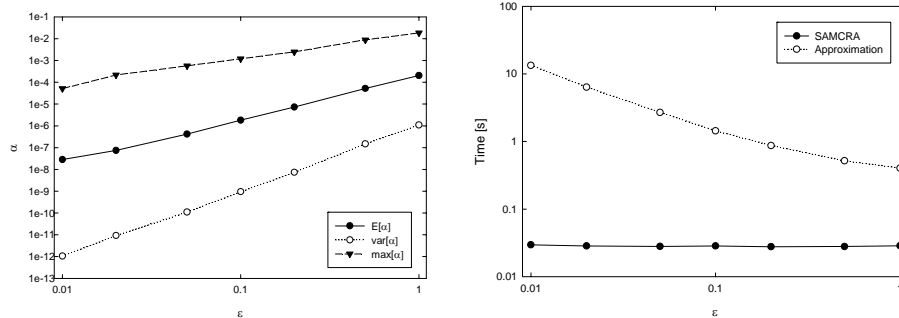 1e-1
1e-2
1e-3
1e-4
1e-5
1e-6
1e-7
1e-8
1e-9
1e-10
1e-11
1e-12
1e-13
α
0.01
0.1
1
ε
E[α]
var[α]
max[α]
100
10
1
0.1
0.01
Time [s]
0.01
0.1
1
ε
SAMCRA
Approximation